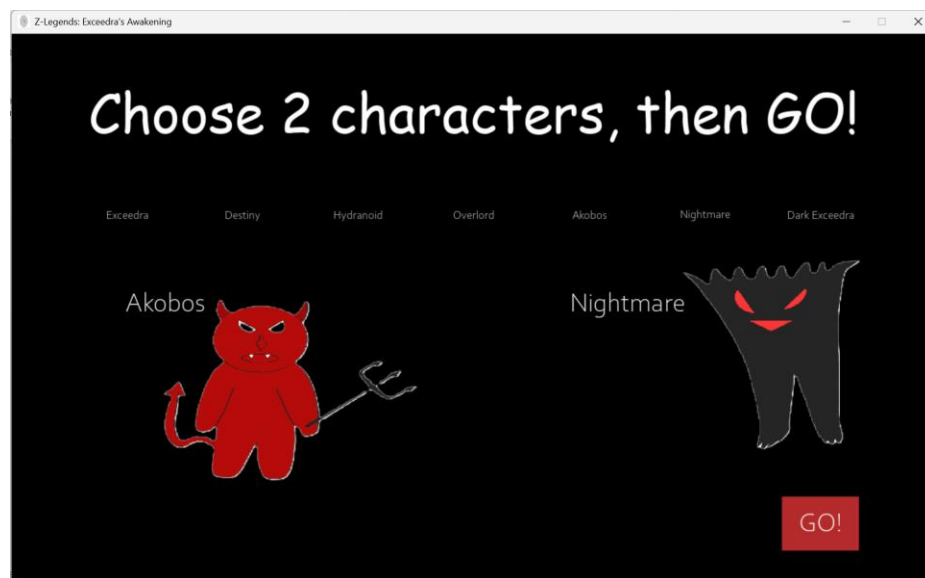 Z-Legends: Exceedra's Awakening
Choose 2 characters, then GO!
Exceedra Destiny Hydranoid Overlord Akobos Nightmare Dark Exceedra
Akobos Nightmare
GO!